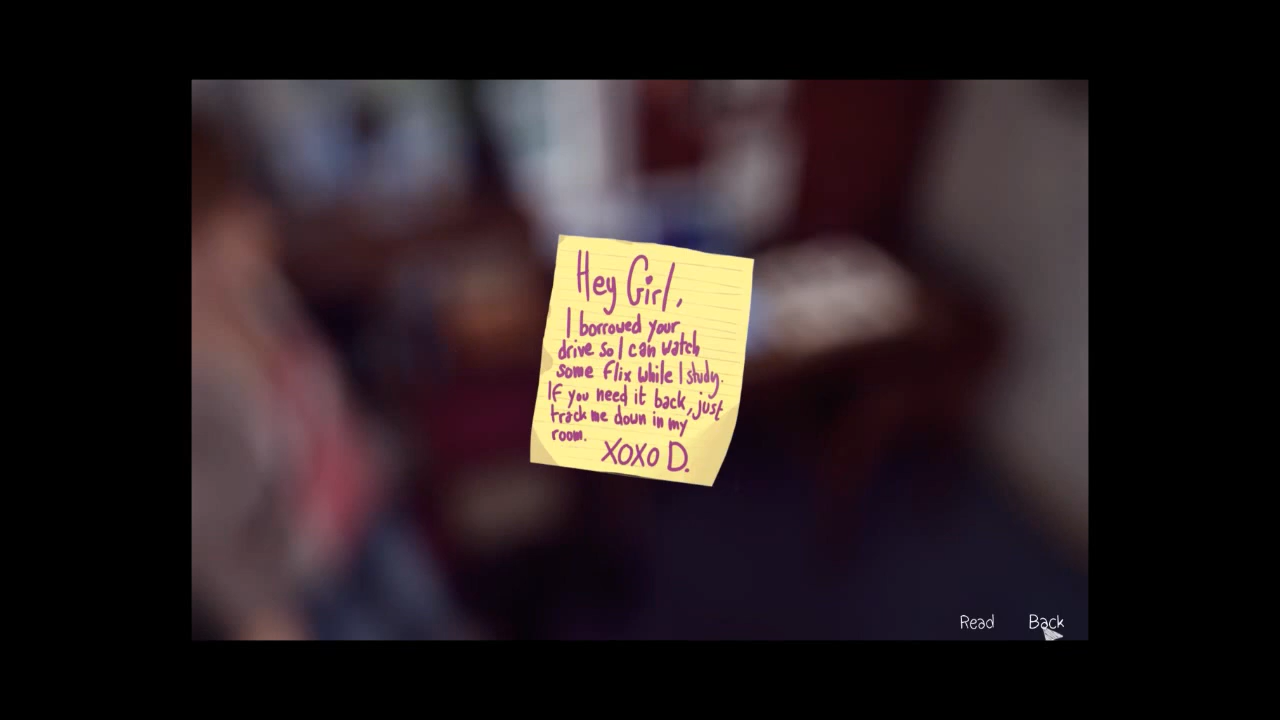 Hey Girl,
I borrowed your
drive so I can watch
some flix while I study.
If you need it back, just
track me down in my
room.
XOXO D.
Read Back